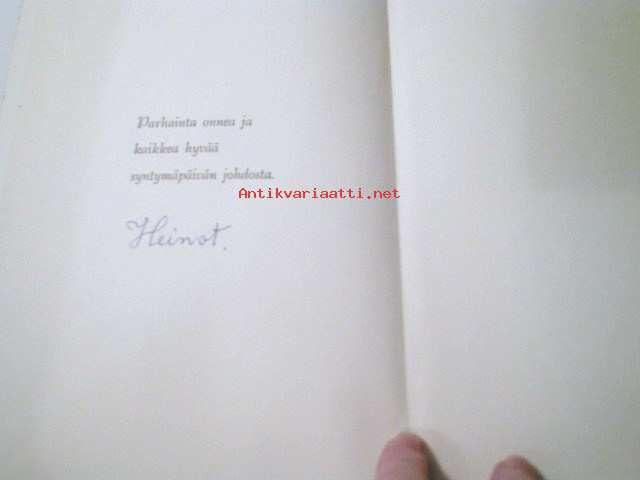 Parhainta onnea ja
kaikkea hyvää
syntymäpäivän johdosta.
Antikvariaatti.net
Heinot.